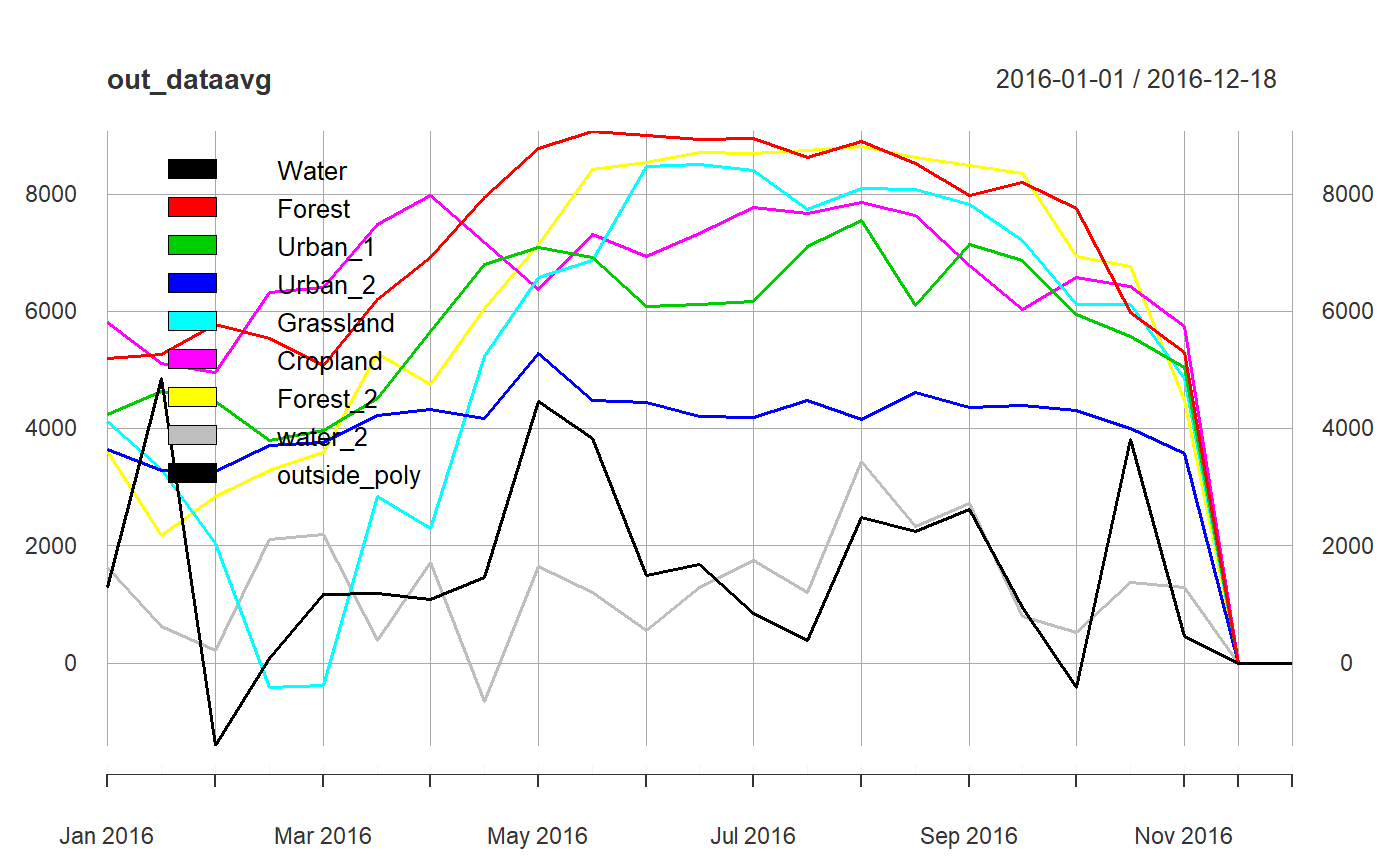 out_dataavg 2016-01-01 / 2016-12-18
Water
8000 8000
Forest
Urban_1
Urban_2
6000 6000
Grassland
Cropland
Forest_2
4000 4000
water_2
outside_poly
2000 2000
0 0
Jan 2016 Mar 2016 May 2016 Jul 2016 Sep 2016 Nov 2016